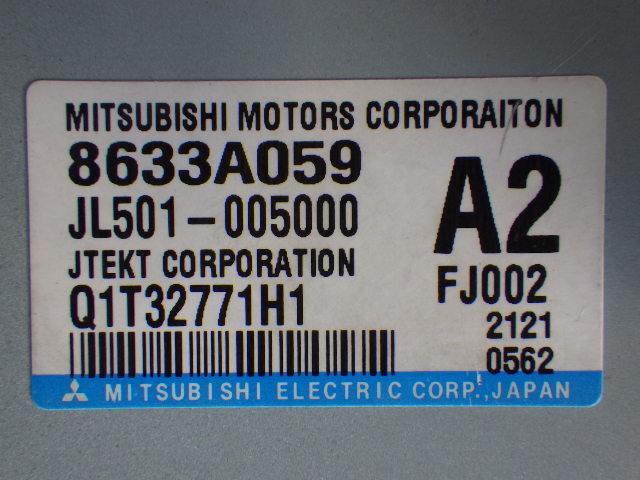 MITSUBISHI MOTORS CORPORAITON
8633A059
A2
JL501-005000
JTEKT CORPORATION
FJ002
Q1T32771H1
2121
0562
MITSUBISHI ELECTRIC CORP.,JAPAN